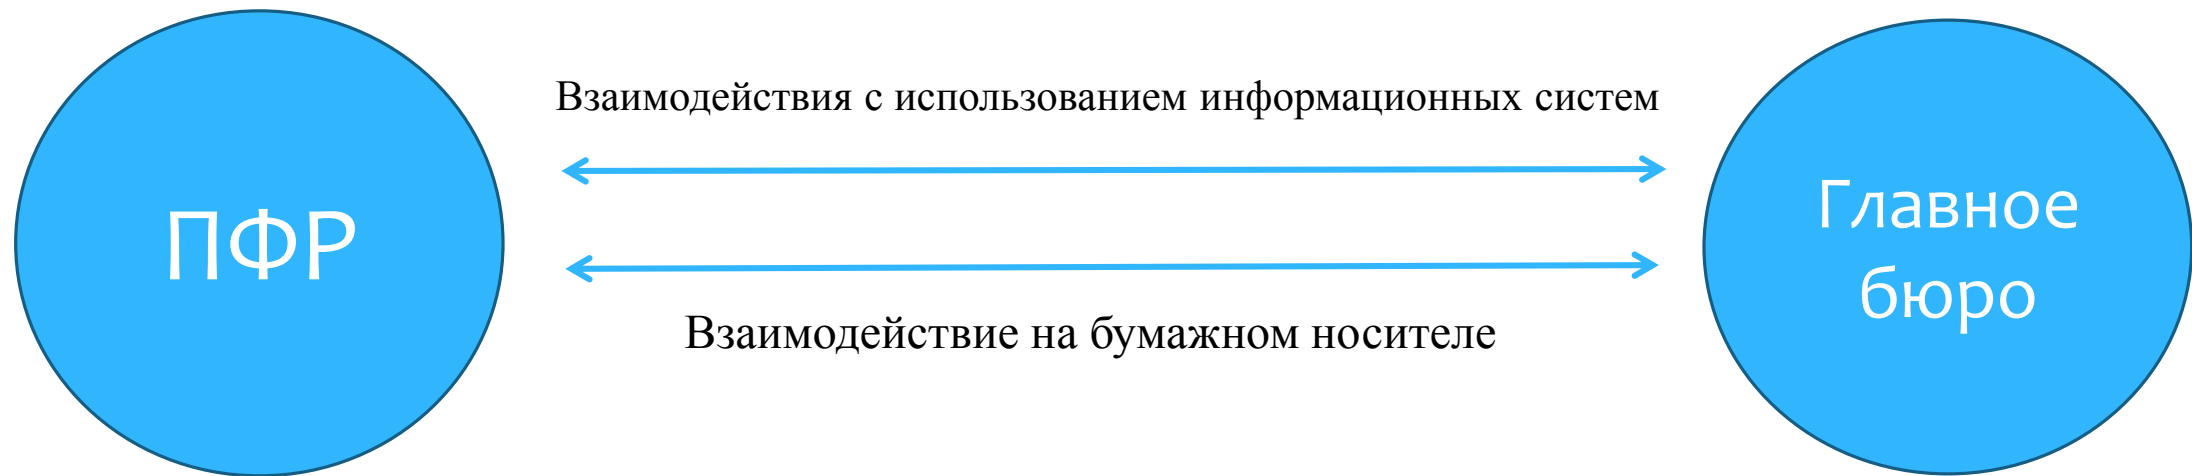 ПФР
Взаимодействия с использованием информационных систем
Взаимодействие на бумажном носителе
Главное
бюро